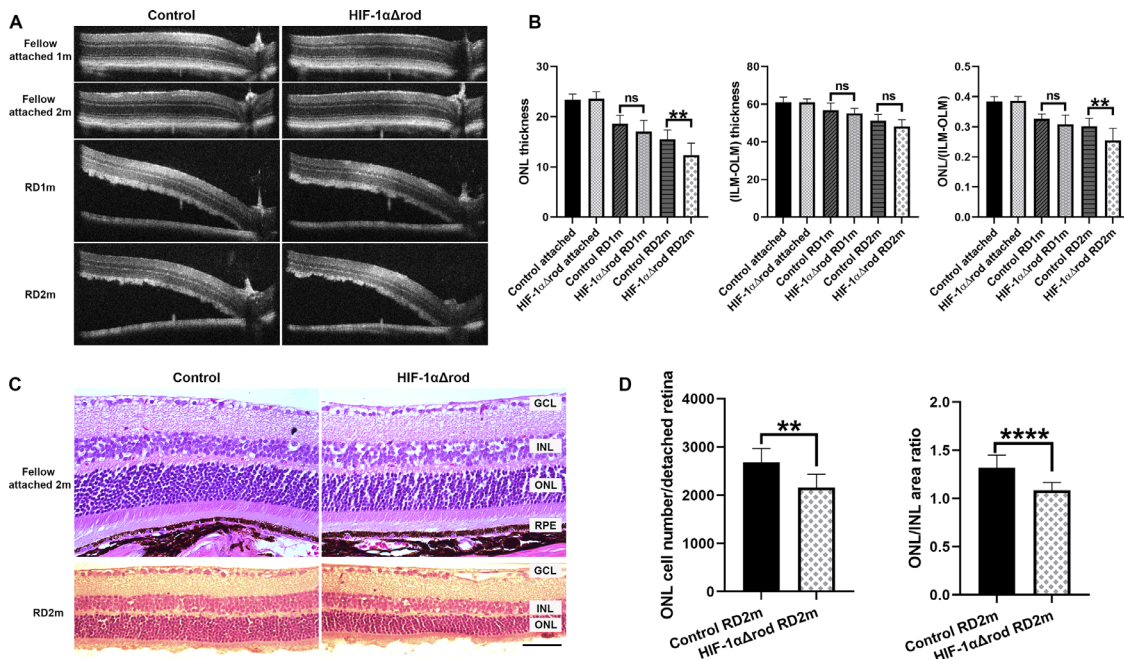 A
Control
HIF-1αΔrod
Fellow
attached 1m
Fellow
attached 2m
RD1m
RD2m
B
ONL thickness
30
20
10
0
ns
**
Control attached
HIF-1αΔrod attached
Control RD1m
HIF-1αΔrod RD1m
Control RD2m
HIF-1αΔrod RD2m
(ILM-OLM) thickness
80
60
40
20
0
ns
ns
Control attached
HIF-1αΔrod attached
Control RD1m
HIF-1αΔrod RD1m
Control RD2m
HIF-1αΔrod RD2m
ONL/(ILM-OLM)
0.5
0.4
0.3
0.2
0.1
0.0
ns
**
Control attached
HIF-1αΔrod attached
Control RD1m
HIF-1αΔrod RD1m
Control RD2m
HIF-1αΔrod RD2m
C
Control
HIF-1αΔrod
Fellow
attached 2m
GCL
INL
ONL
RPE
RD2m
GCL
INL
ONL
D
ONL cell number/detached retina
4000
3000
2000
1000
0
**
Control RD2m
HIF-1αΔrod RD2m
ONL/INL area ratio
2.0
1.5
1.0
0.5
0.0
****
Control RD2m
HIF-1αΔrod RD2m